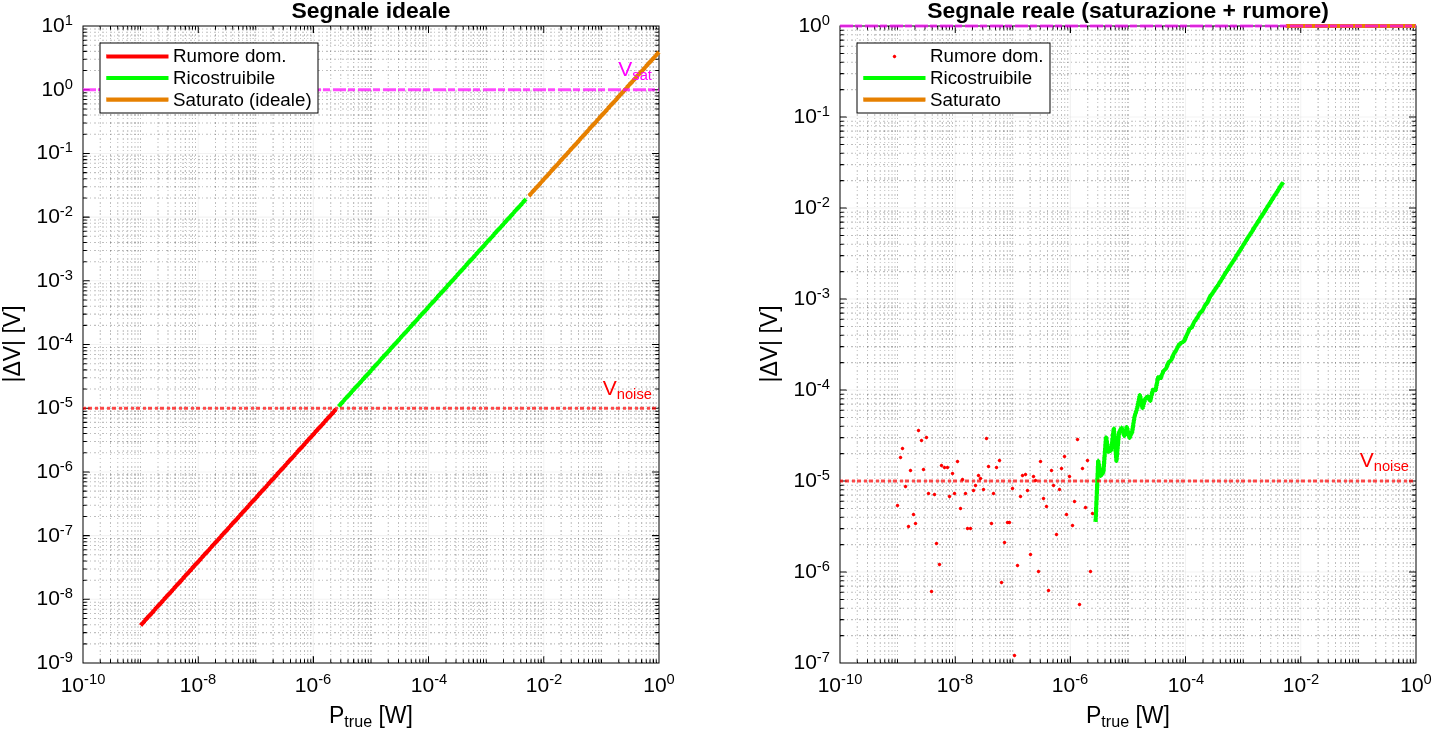 Segnale ideale
10^1
10^0
10^-1
10^-2
10^-3
10^-4
10^-5
10^-6
10^-7
10^-8
10^-9
|ΔV| [V]
Rumore dom.
Ricostruibile
Saturato (ideale)
V_sat
V_noise
10^-10 10^-8 10^-6 10^-4 10^-2 10^0
P_true [W]
Segnale reale (saturazione + rumore)
10^0
10^-1
10^-2
10^-3
10^-4
10^-5
10^-6
10^-7
|ΔV| [V]
Rumore dom.
Ricostruibile
Saturato
V_noise
10^-10 10^-8 10^-6 10^-4 10^-2 10^0
P_true [W]